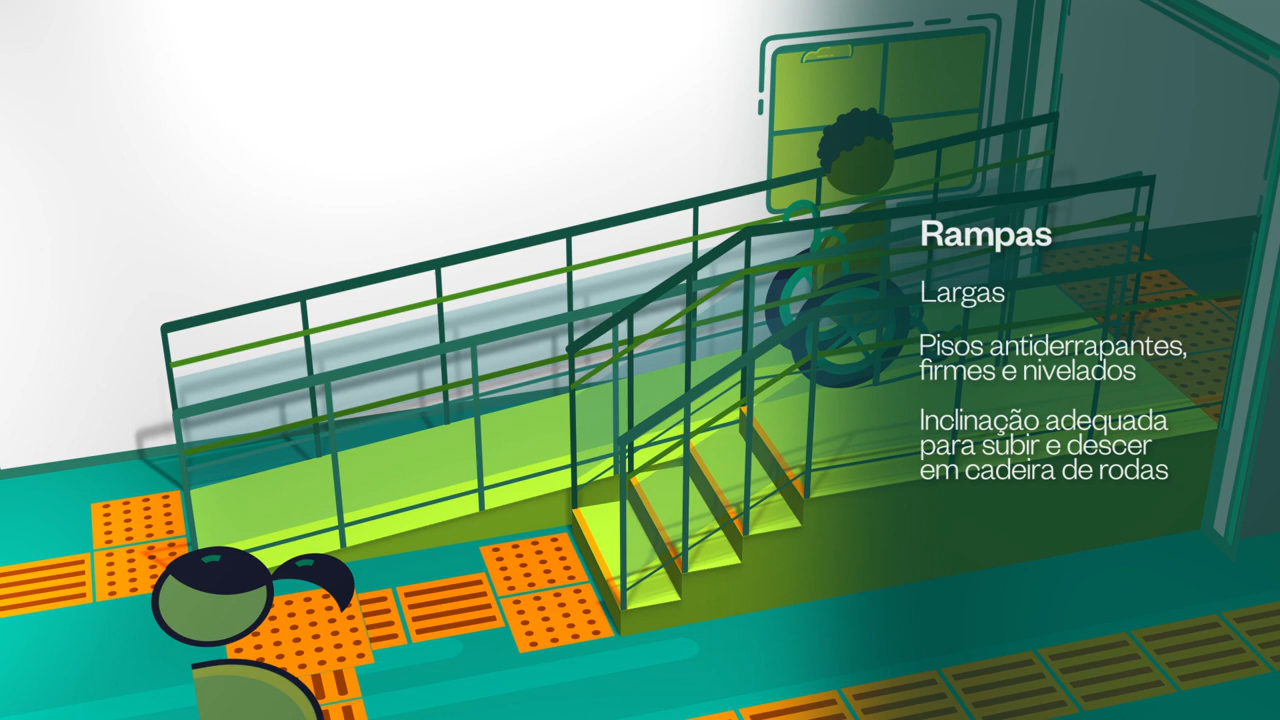 Rampas
Largas
Pisos antiderrapantes,
firmes e nivelados
Inclinação adequada
para subir e descer
em cadeira de rodas